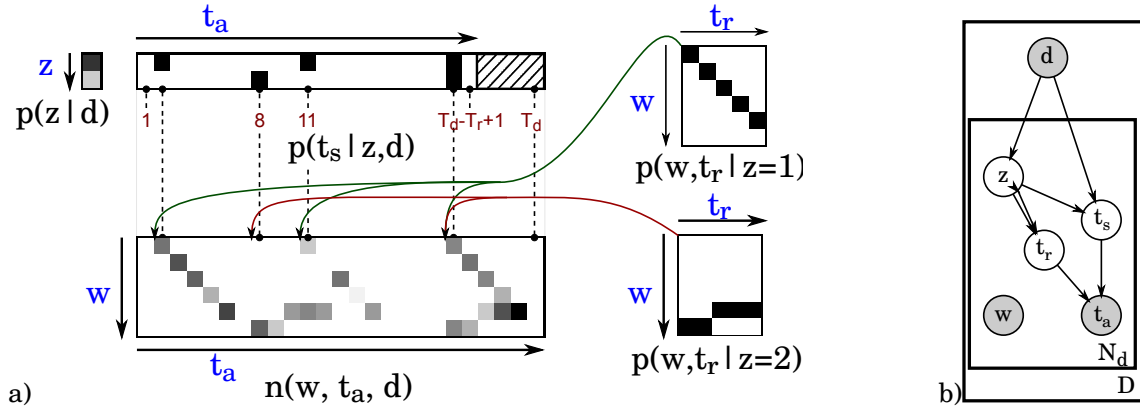 t_a
z
p(z | d)
1
8
11
T_d-T_r+1
T_d
p(t_s | z,d)
w
t_a
n(w, t_a, d)
a)
t_r
w
p(w,t_r | z=1)
t_r
w
p(w,t_r | z=2)
d
z
t_s
t_r
w
t_a
N_d
D
b)